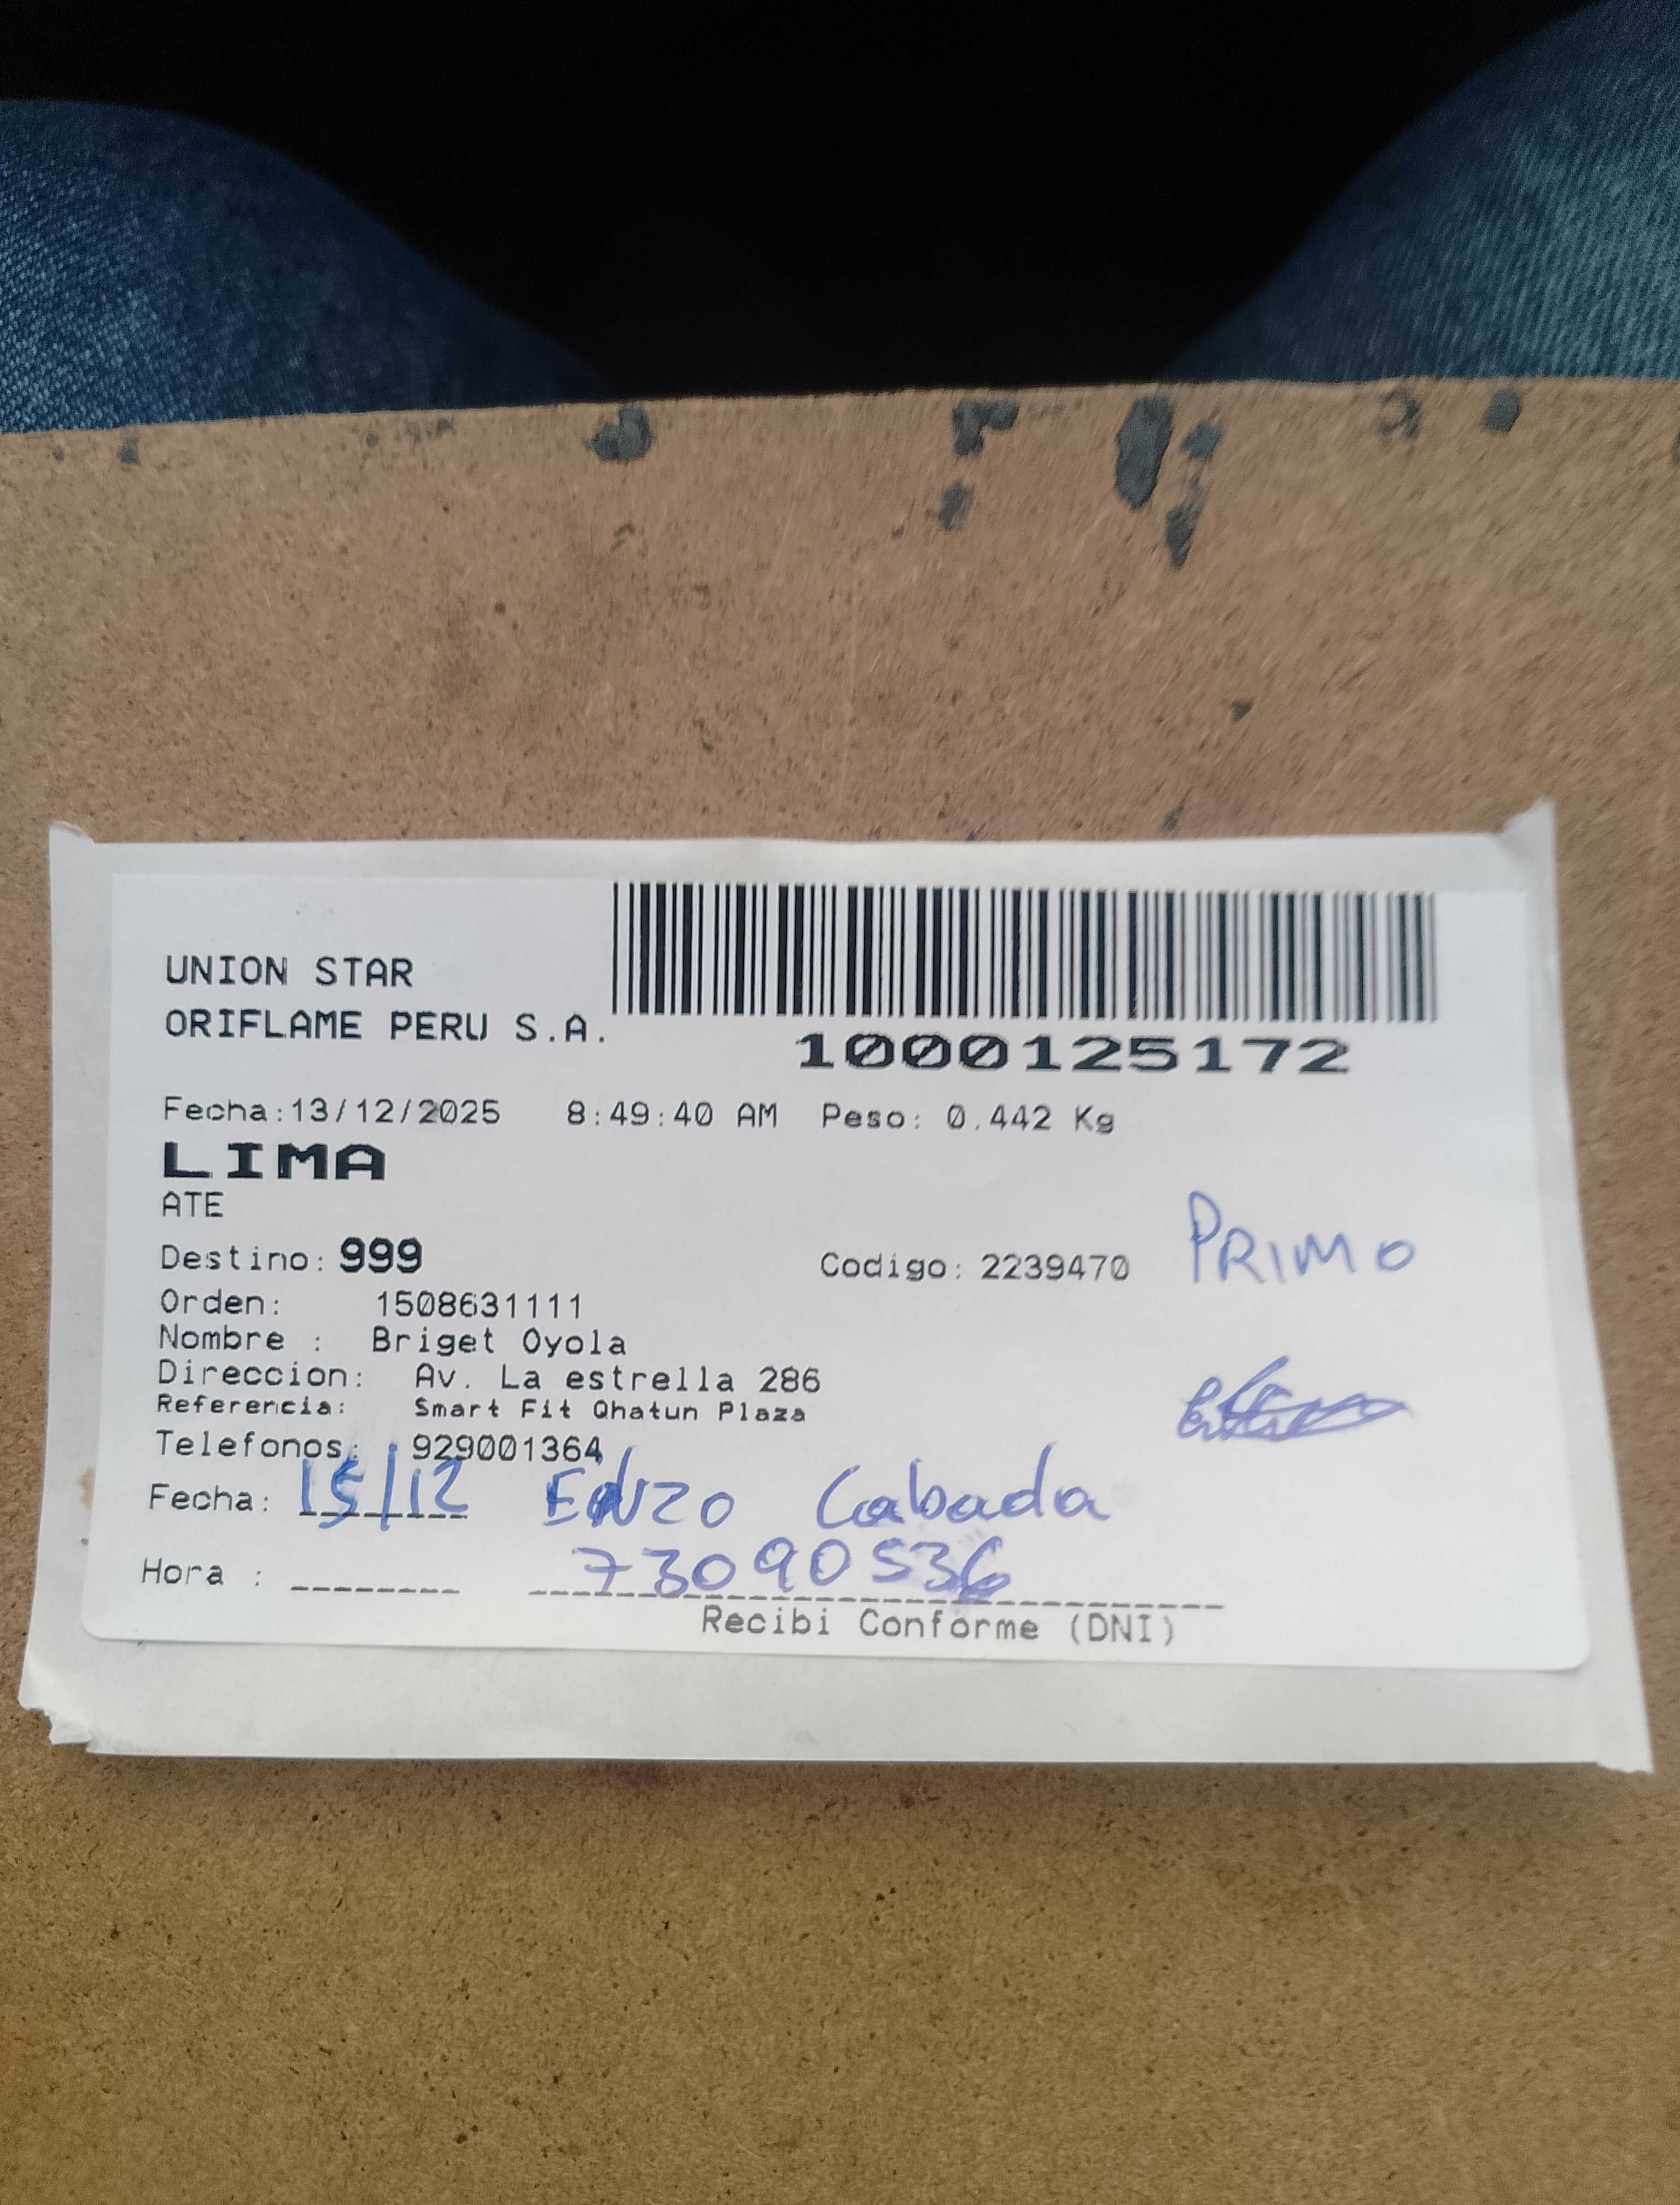 UNION STAR
ORIFLAME PERU S.A.
1000125172
Fecha:13/12/2025 8:49:40 AM Peso: 0.442 Kg
LIMA
ATE
Destino: 999 Codigo: 2239470 PRIMO
Orden: 1508631111
Nombre : Briget Oyola
Direccion: Av. La estrella 286
Referencia: Smart Fit Qhatun Plaza
Telefonos: 929001364
Fecha: 15/12 Enzo Cabada
Hora : 73090536
Recibi Conforme (DNI)